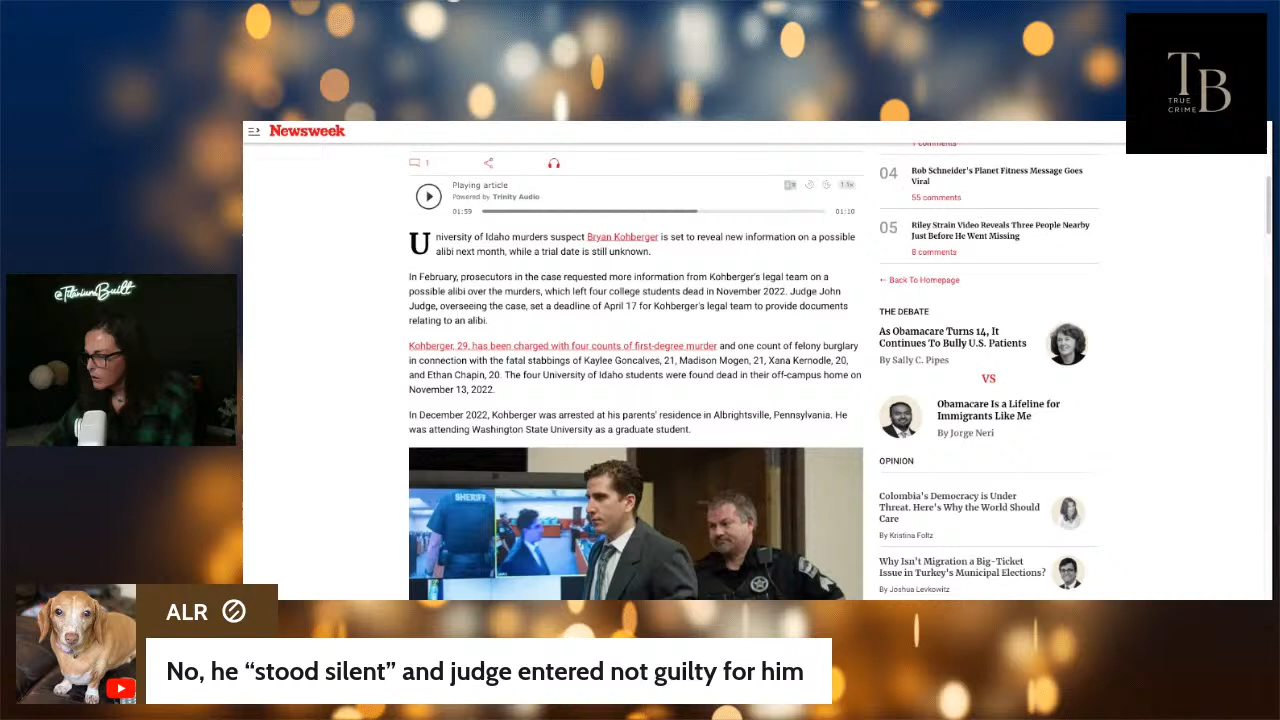 TB
TRUE
CRIME
Newsweek
1
Playing article
Powered by Trinity Audio
01:59
01:10
1.1x
University of Idaho murders suspect Bryan Kohberger is set to reveal new information on a possible
alibi next month, while a trial date is still unknown.
In February, prosecutors in the case requested more information from Kohberger's legal team on a
possible alibi over the murders, which left four college students dead in November 2022. Judge John
Judge, overseeing the case, set a deadline of April 17 for Kohberger's legal team to provide documents
relating to an alibi.
Kohberger, 29, has been charged with four counts of first-degree murder and one count of felony burglary
in connection with the fatal stabbings of Kaylee Goncalves, 21, Madison Mogen, 21, Xana Kernodle, 20,
and Ethan Chapin, 20. The four University of Idaho students were found dead in their off-campus home on
November 13, 2022.
In December 2022, Kohberger was arrested at his parents' residence in Albrightsville, Pennsylvania. He
was attending Washington State University as a graduate student.
SHERIFF
1 comments
04
Rob Schneider's Planet Fitness Message Goes
Viral
55 comments
05
Riley Strain Video Reveals Three People Nearby
Just Before He Went Missing
8 comments
← Back To Homepage
THE DEBATE
As Obamacare Turns 14, It
Continues To Bully U.S. Patients
By Sally C. Pipes
VS
Obamacare Is a Lifeline for
Immigrants Like Me
By Jorge Neri
OPINION
Colombia's Democracy is Under
Threat. Here's Why the World Should
Care
By Kristina Foltz
Why Isn't Migration a Big-Ticket
Issue in Turkey's Municipal Elections?
By Joshua Levkowitz
@TitaniumBuilt
ALR
No, he “stood silent” and judge entered not guilty for him